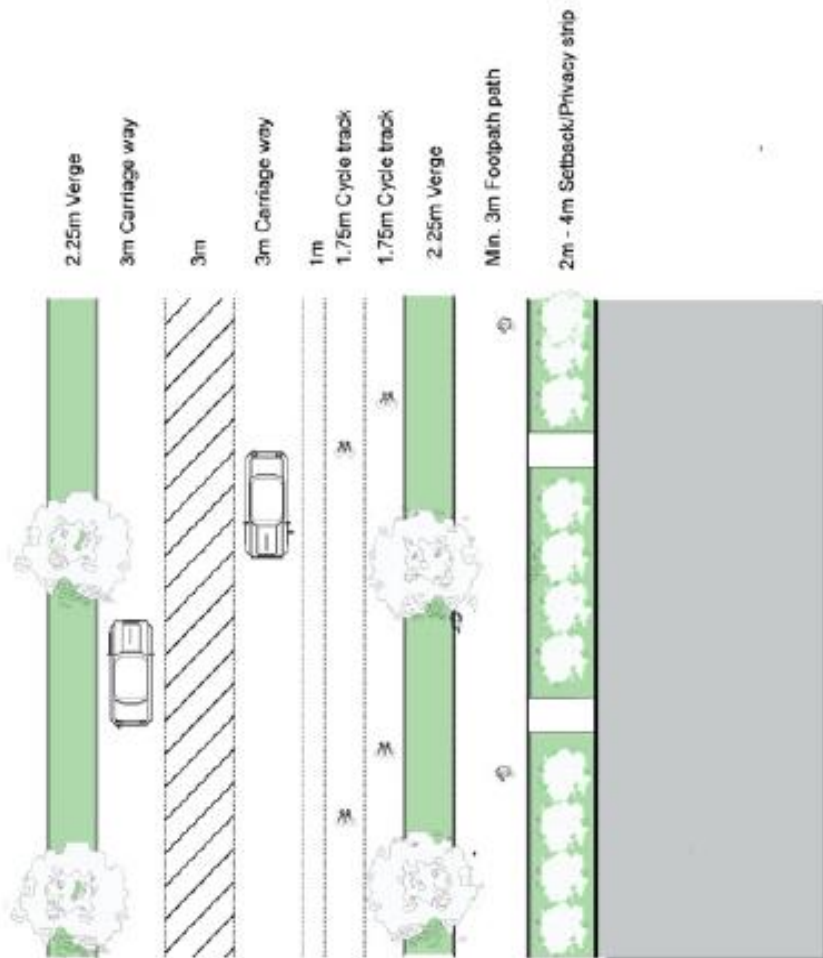 2.25m Verge
3m Carriage way
3m
3m Carriage way
1m
1.75m Cycle track
1.75m Cycle track
2.25m Verge
Min. 3m Footpath path
2m - 4m Setback/Privacy strip